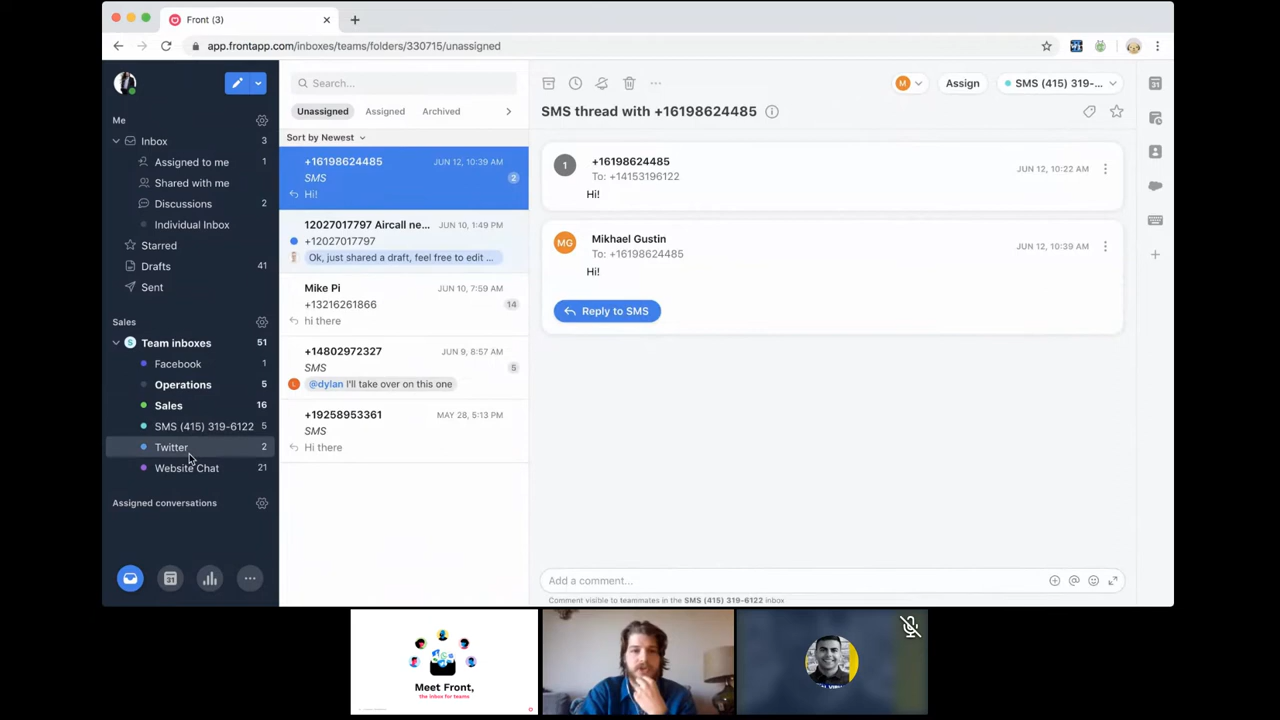 Front (3)
app.frontapp.com/inboxes/teams/folders/330715/unassigned
Me
Inbox 3
Assigned to me 1
Shared with me
Discussions 2
Individual Inbox
Starred
Drafts 41
Sent
Sales
Team inboxes 51
Facebook 1
Operations 5
Sales 16
SMS (415) 319-6122 5
Twitter 2
Website Chat 21
Assigned conversations
31
Search...
Unassigned Assigned Archived
Sort by Newest
+16198624485 JUN 12, 10:39 AM
SMS 2
Hi!
12027017797 Aircall ne... JUN 10, 1:49 PM
+12027017797
Ok, just shared a draft, feel free to edit ...
Mike Pi JUN 10, 7:59 AM
+13216261866 14
hi there
+14802972327 JUN 9, 8:57 AM
SMS 5
L @dylan I'll take over on this one
+19258953361 MAY 28, 5:13 PM
SMS
Hi there
M Assign SMS (415) 319-...
SMS thread with +16198624485
1 +16198624485 JUN 12, 10:22 AM
To: +14153196122
Hi!
MG Mikhael Gustin JUN 12, 10:39 AM
To: +16198624485
Hi!
Reply to SMS
Add a comment...
Comment visible to teammates in the SMS (415) 319-6122 inbox
31
Meet Front,
The inbox for teams